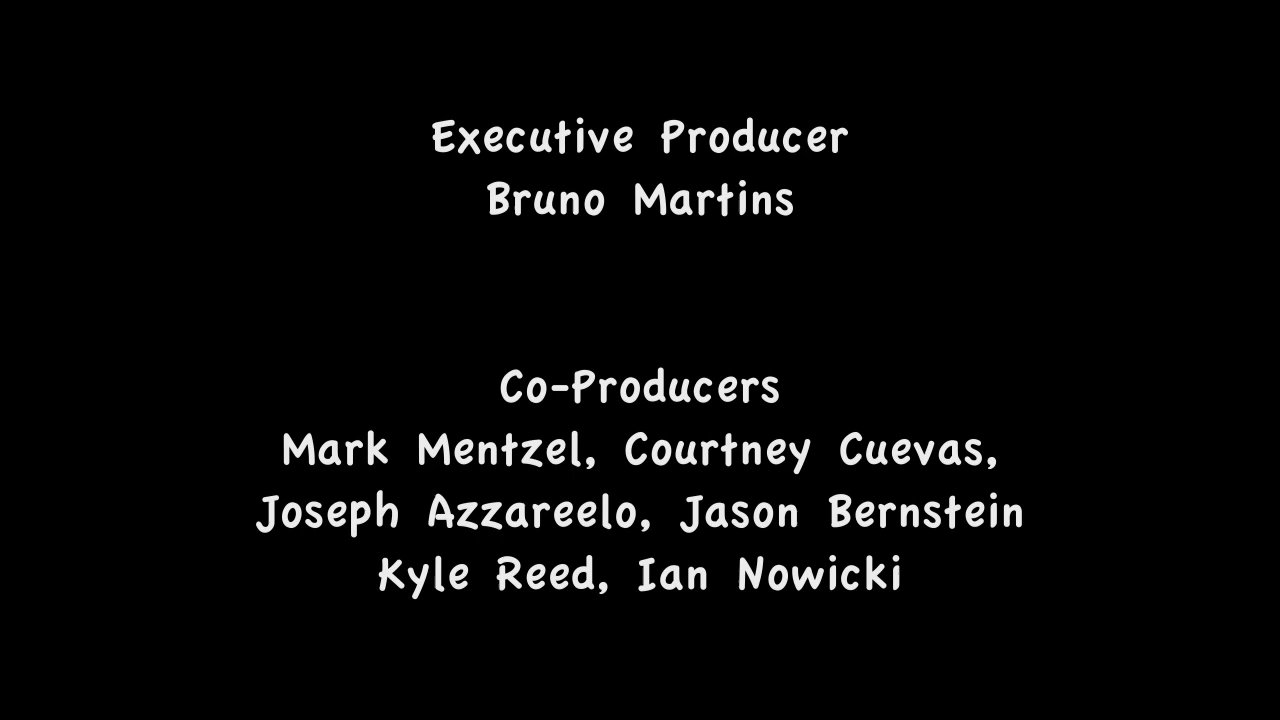 Executive Producer
Bruno Martins
Co-Producers
Mark Mentzel, Courtney Cuevas,
Joseph Azzareelo, Jason Bernstein
Kyle Reed, Ian Nowicki